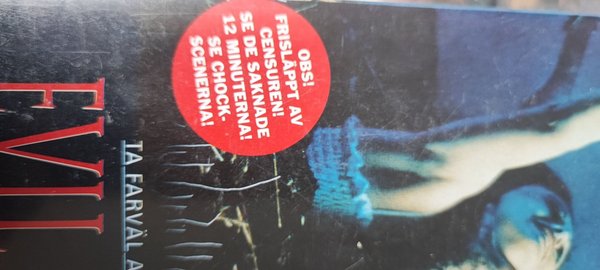 OBS!
FRISLÄPPT AV
CENSUREN!
SE DE SAKNADE
12 MINUTERNA!
SE CHOCK-
SCENERNA!
TA FARVÄL A
EVIL